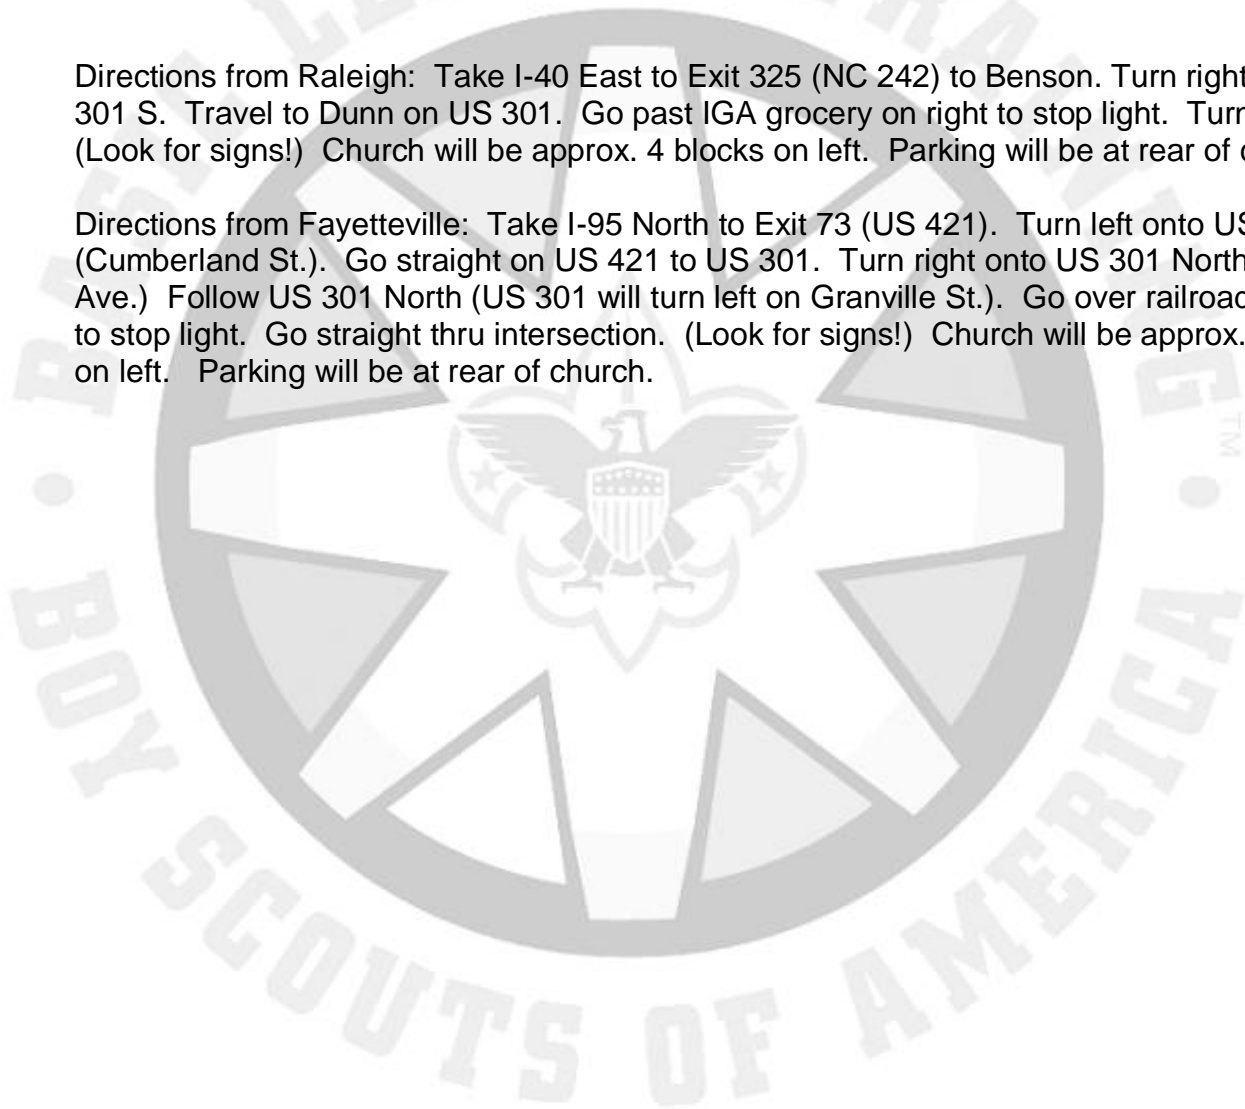 Directions from Raleigh: Take I-40 East to Exit 325 (NC 242) to Benson. Turn right
301 S. Travel to Dunn on US 301. Go past IGA grocery on right to stop light. Turn
(Look for signs!) Church will be approx. 4 blocks on left. Parking will be at rear of
Directions from Fayetteville: Take I-95 North to Exit 73 (US 421). Turn left onto US
(Cumberland St.). Go straight on US 421 to US 301. Turn right onto US 301 North
Ave.) Follow US 301 North (US 301 will turn left on Granville St.). Go over railroad
to stop light. Go straight thru intersection. (Look for signs!) Church will be approx.
on left. Parking will be at rear of church.
TM
BOY SCOUTS OF AMERICA